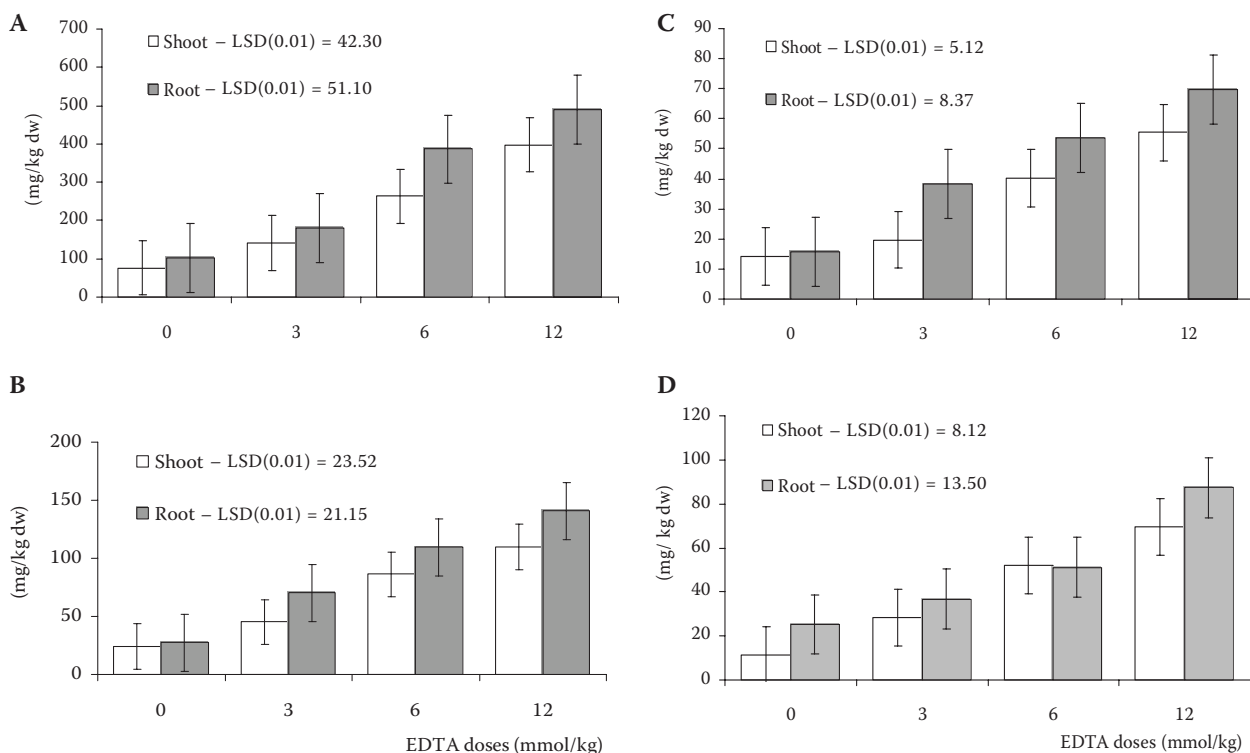 A
700
600
500
400
300
200
100
0
(mg/kg dw)
Shoot – LSD(0.01) = 42.30
Root – LSD(0.01) = 51.10
0 3 6 12
C
90
80
70
60
50
40
30
20
10
0
(mg/kg dw)
Shoot – LSD(0.01) = 5.12
Root – LSD(0.01) = 8.37
0 3 6 12
B
200
150
100
50
0
(mg/kg dw)
Shoot – LSD(0.01) = 23.52
Root – LSD(0.01) = 21.15
0 3 6 12
EDTA doses (mmol/kg)
D
120
100
80
60
40
20
0
(mg/ kg dw)
Shoot – LSD(0.01) = 8.12
Root – LSD(0.01) = 13.50
0 3 6 12
EDTA doses (mmol/kg)